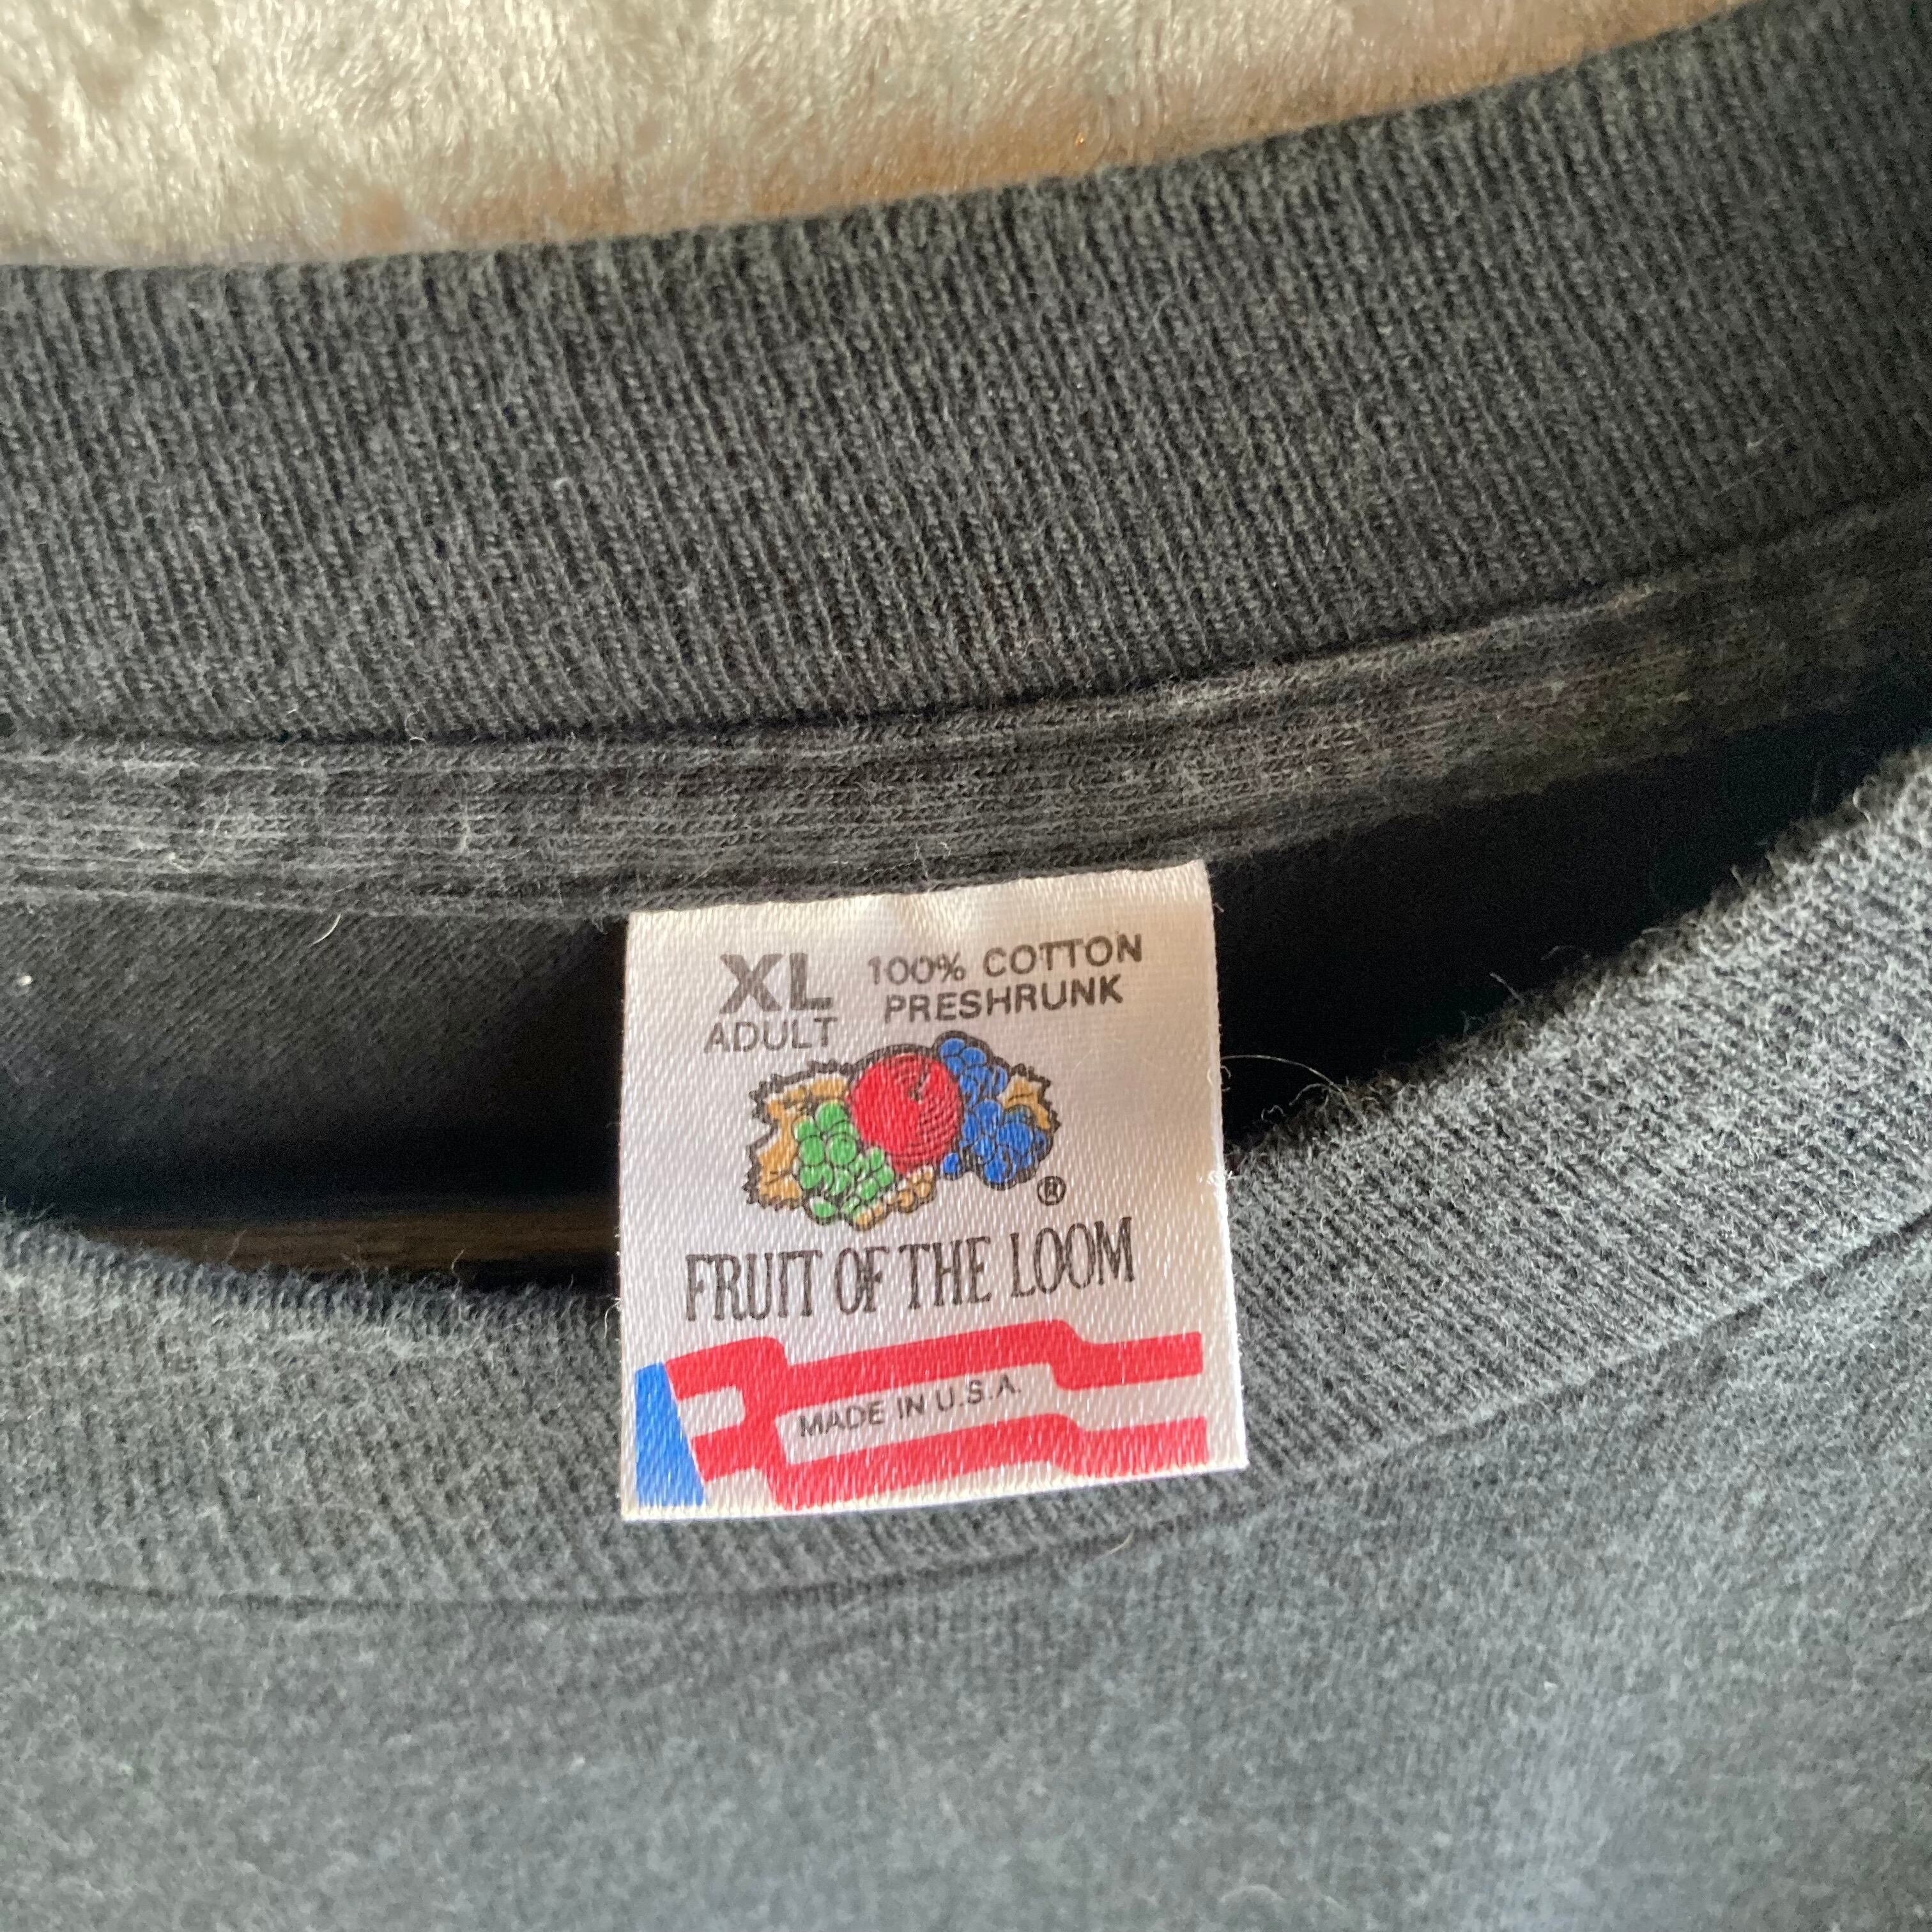 XL 100% COTTON
ADULT PRESHRUNK
®
FRUIT OF THE LOOM
MADE IN U.S.A.